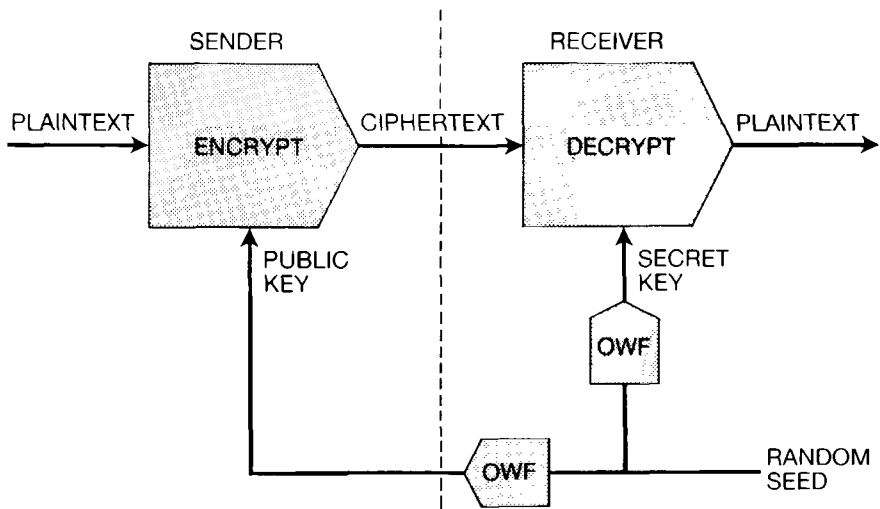 SENDER
RECEIVER
PLAINTEXT
ENCRYPT
CIPHERTEXT
DECRYPT
PLAINTEXT
PUBLIC
KEY
SECRET
KEY
OWF
OWF
RANDOM
SEED